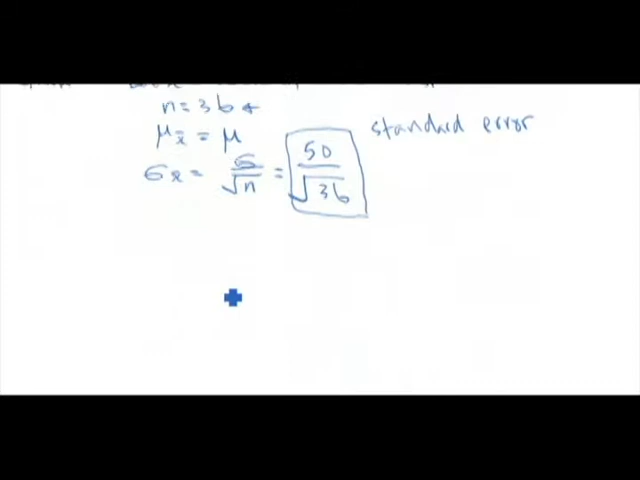 n=36
μx̄ = μ
σx̄ = σ/√n = 50/√36
standard error